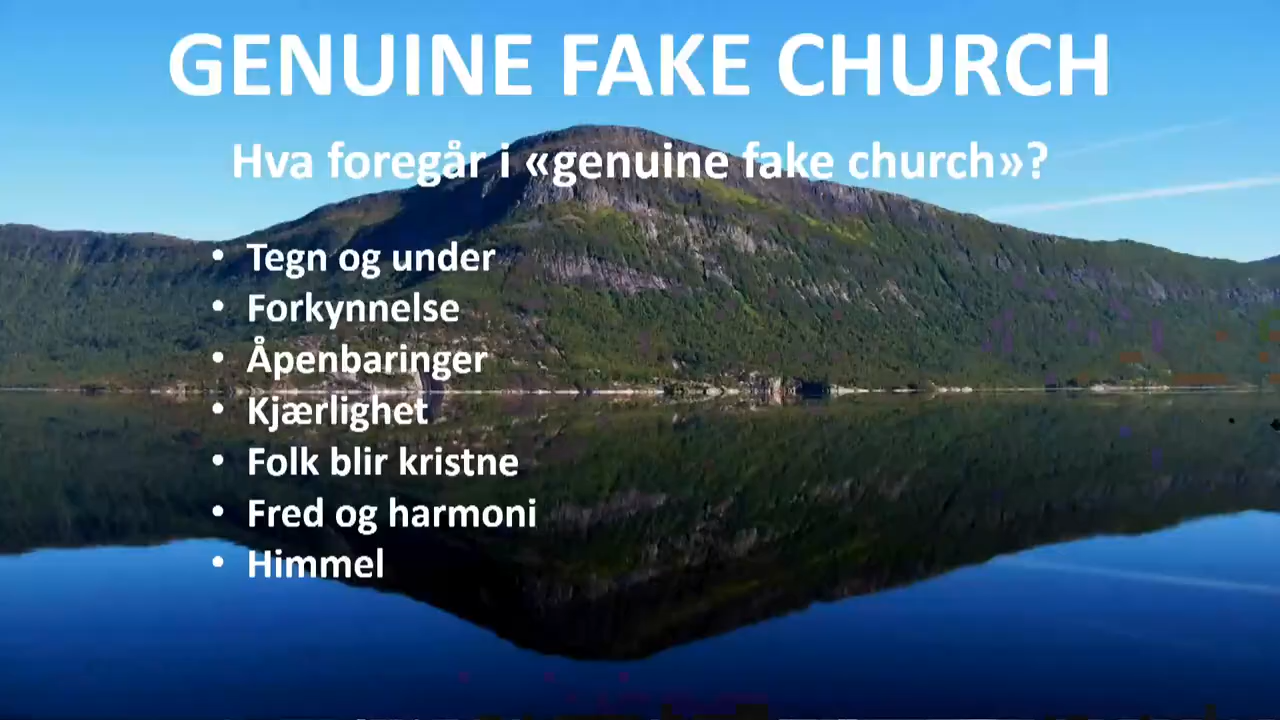 GENUINE FAKE CHURCH
Hva foregår i «genuine fake church»?
• Tegn og under
• Forkynnelse
• Åpenbaringer
• Kjærlighet
• Folk blir kristne
• Fred og harmoni
• Himmel